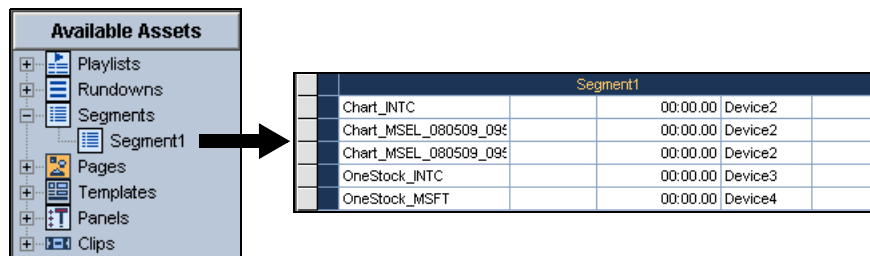 Available Assets
Playlists
Rundowns
Segments
Segment1
Pages
Templates
Panels
Clips
Segment1
Chart_INTC 00:00.00 Device2
Chart_MSEL_080509_095 00:00.00 Device2
Chart_MSEL_080509_095 00:00.00 Device2
OneStock_INTC 00:00.00 Device3
OneStock_MSFT 00:00.00 Device4